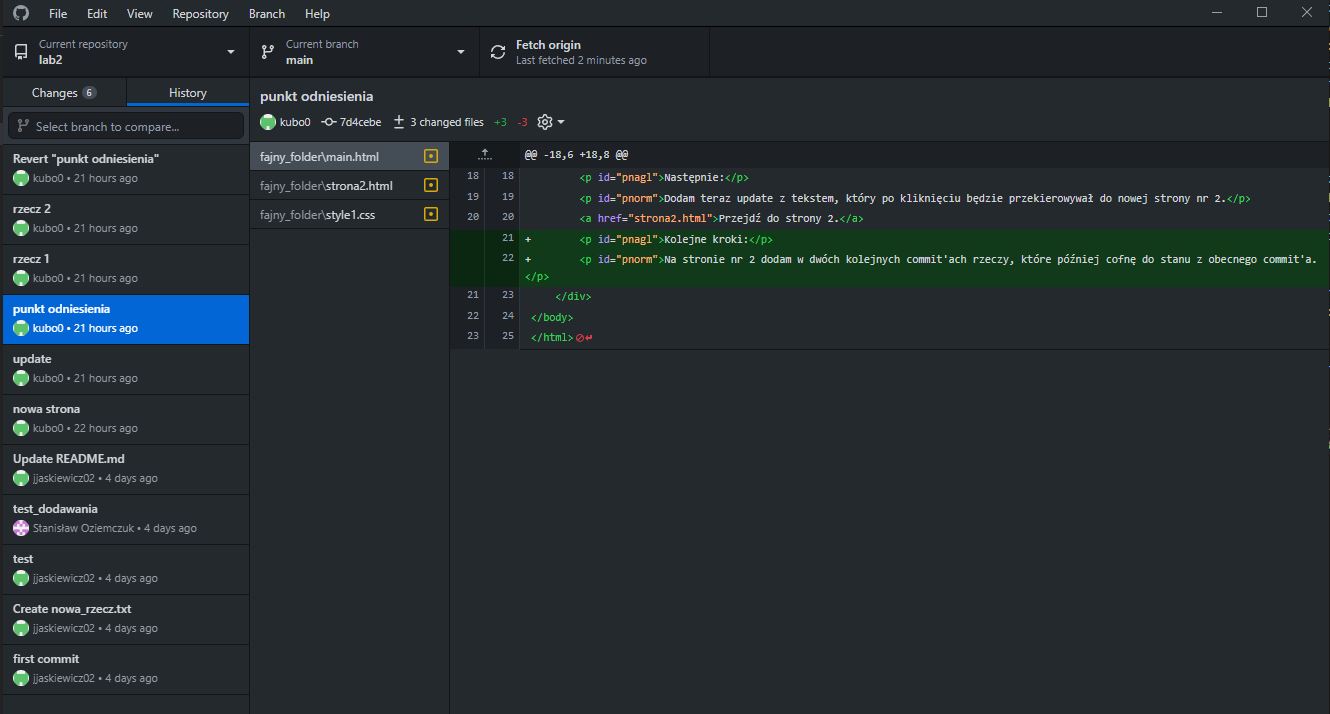 File Edit View Repository Branch Help
Current repository
lab2
Current branch
main
Fetch origin
Last fetched 2 minutes ago
Changes 6
History
Select branch to compare...
Revert "punkt odniesienia"
kubo0 • 21 hours ago
rzecz 2
kubo0 • 21 hours ago
rzecz 1
kubo0 • 21 hours ago
punkt odniesienia
kubo0 • 21 hours ago
update
kubo0 • 21 hours ago
nowa strona
kubo0 • 22 hours ago
Update README.md
jjaskiewicz02 • 4 days ago
test_dodawania
Stanisław Oziemczuk • 4 days ago
test
jjaskiewicz02 • 4 days ago
Create nowa_rzecz.txt
jjaskiewicz02 • 4 days ago
first commit
jjaskiewicz02 • 4 days ago
punkt odniesienia
kubo0 7d4cebe 3 changed files +3 -3
fajny_folder\main.html
fajny_folder\strona2.html
fajny_folder\style1.css
@@ -18,6 +18,8 @@
18 18 <p id="pnagl">Następnie:</p>
19 19 <p id="pnorm">Dodam teraz update z tekstem, który po kliknięciu będzie przekierowywał do nowej strony nr 2.</p>
20 20 <a href="strona2.html">Przejdź do strony 2.</a>
21 + <p id="pnagl">Kolejne kroki:</p>
22 + <p id="pnorm">Na stronie nr 2 dodam w dwóch kolejnych commit'ach rzeczy, które później cofnę do stanu z obecnego commit'a.
</p>
21 23 </div>
22 24 </body>
23 25 </html>